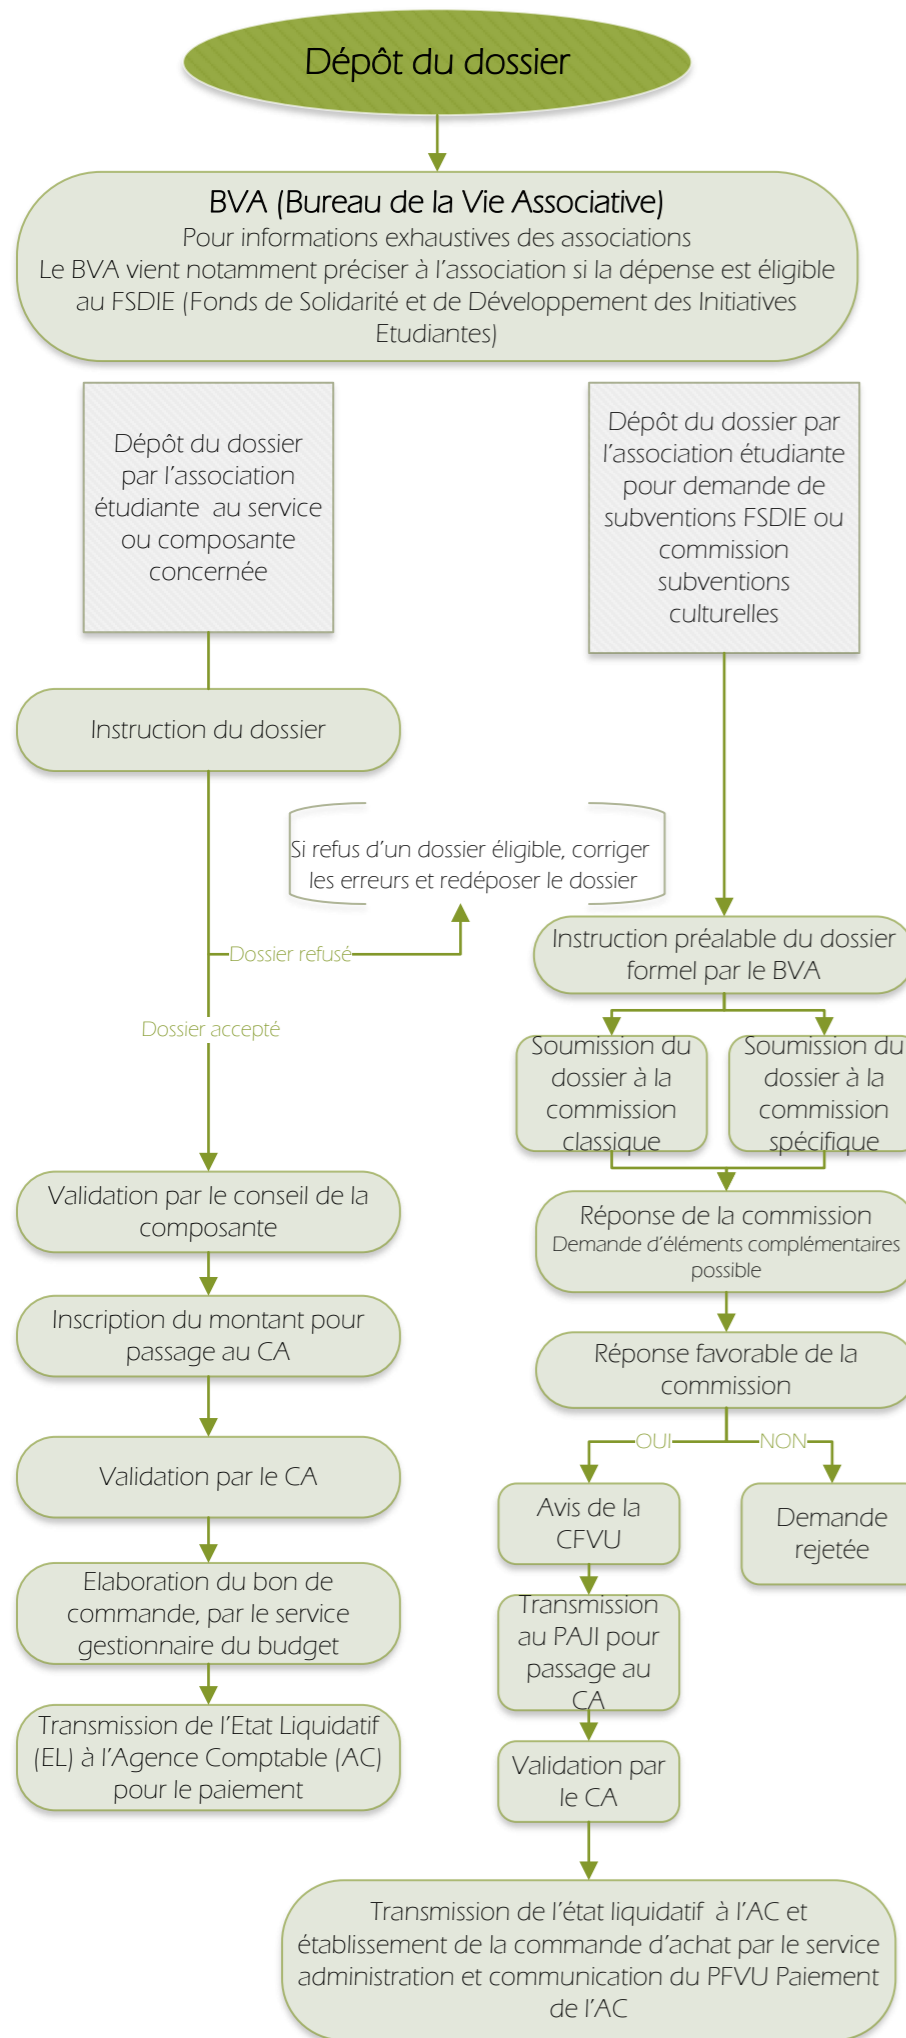 Dépôt du dossier
BVA (Bureau de la Vie Associative)
Pour informations exhaustives des associations
Le BVA vient notamment préciser à l'association si la dépense est éligible
au FSDIE (Fonds de Solidarité et de Développement des Initiatives
Etudiantes)
Dépôt du dossier
par l'association
étudiante au service
ou composante
concernée
Dépôt du dossier par
l'association étudiante
pour demande de
subventions FSDIE ou
commission
subventions
culturelles
Instruction du dossier
Si refus d'un dossier éligible, corriger
les erreurs et redéposer le dossier
Dossier refusé
Dossier accepté
Instruction préalable du dossier
formel par le BVA
Soumission du
dossier à la
commission
classique
Soumission du
dossier à la
commission
spécifique
Validation par le conseil de la
composante
Réponse de la commission
Demande d'éléments complémentaires
possible
Inscription du montant pour
passage au CA
Réponse favorable de la
commission
OUI
NON
Validation par le CA
Avis de la
CFVU
Demande
rejetée
Elaboration du bon de
commande, par le service
gestionnaire du budget
Transmission
au PAJI pour
passage au
CA
Transmission de l'Etat Liquidatif
(EL) à l'Agence Comptable (AC)
pour le paiement
Validation par
le CA
Transmission de l'état liquidatif à l'AC et
établissement de la commande d'achat par le service
administration et communication du PFVU Paiement
de l'AC